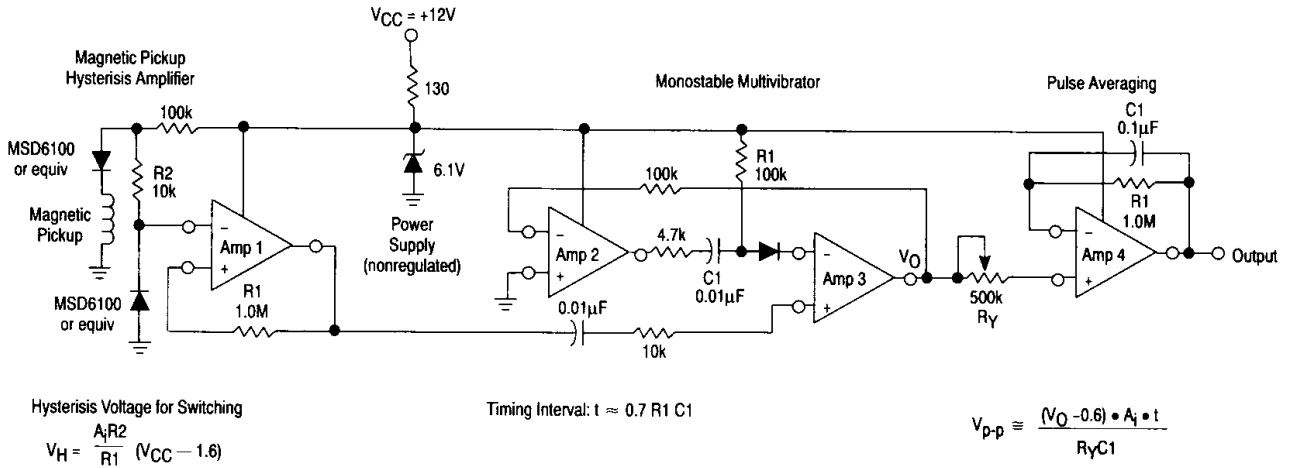 VCC = +12V
Magnetic Pickup
Hysterisis Amplifier
130
Monostable Multivibrator
Pulse Averaging
C1
0.1µF
100k
MSD6100
or equiv
R2
10k
6.1V
R1
100k
100k
R1
1.0M
Magnetic
Pickup
−
Amp 1
+
Power
Supply
(nonregulated)
−
Amp 2
+
4.7k
C1
0.01µF
−
Amp 3
+
VO
500k
RY
−
Amp 4
+
Output
MSD6100
or equiv
R1
1.0M
0.01µF
10k
Hysterisis Voltage for Switching
VH = AiR2 / R1 (VCC − 1.6)
Timing Interval: t ≈ 0.7 R1 C1
Vp-p ≅ (VO −0.6) • Ai • t / RYC1